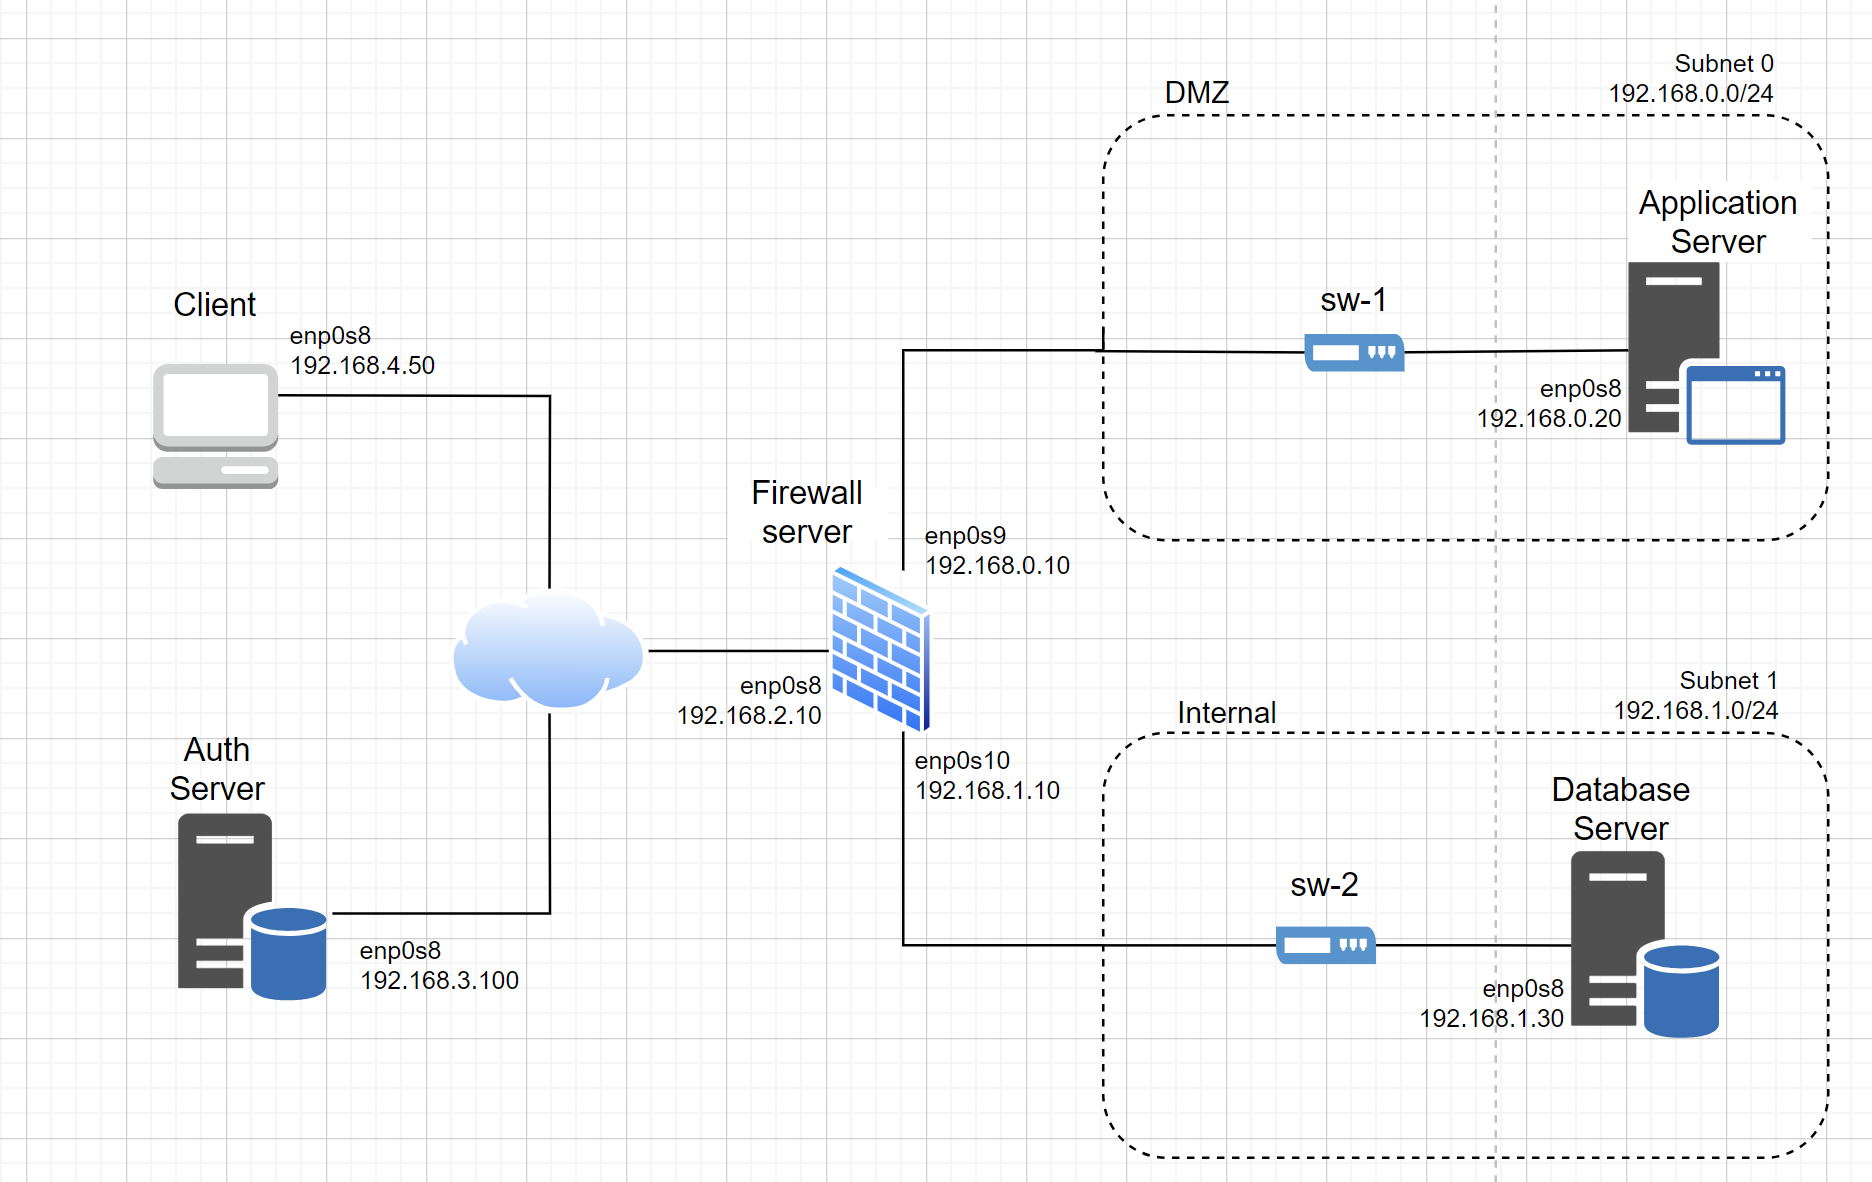 Subnet 0
192.168.0.0/24
DMZ
Application
Server
sw-1
enp0s8
192.168.0.20
Client
enp0s8
192.168.4.50
Firewall
server
enp0s9
192.168.0.10
enp0s8
192.168.2.10
enp0s10
192.168.1.10
Auth
Server
enp0s8
192.168.3.100
Subnet 1
192.168.1.0/24
Internal
Database
Server
sw-2
enp0s8
192.168.1.30